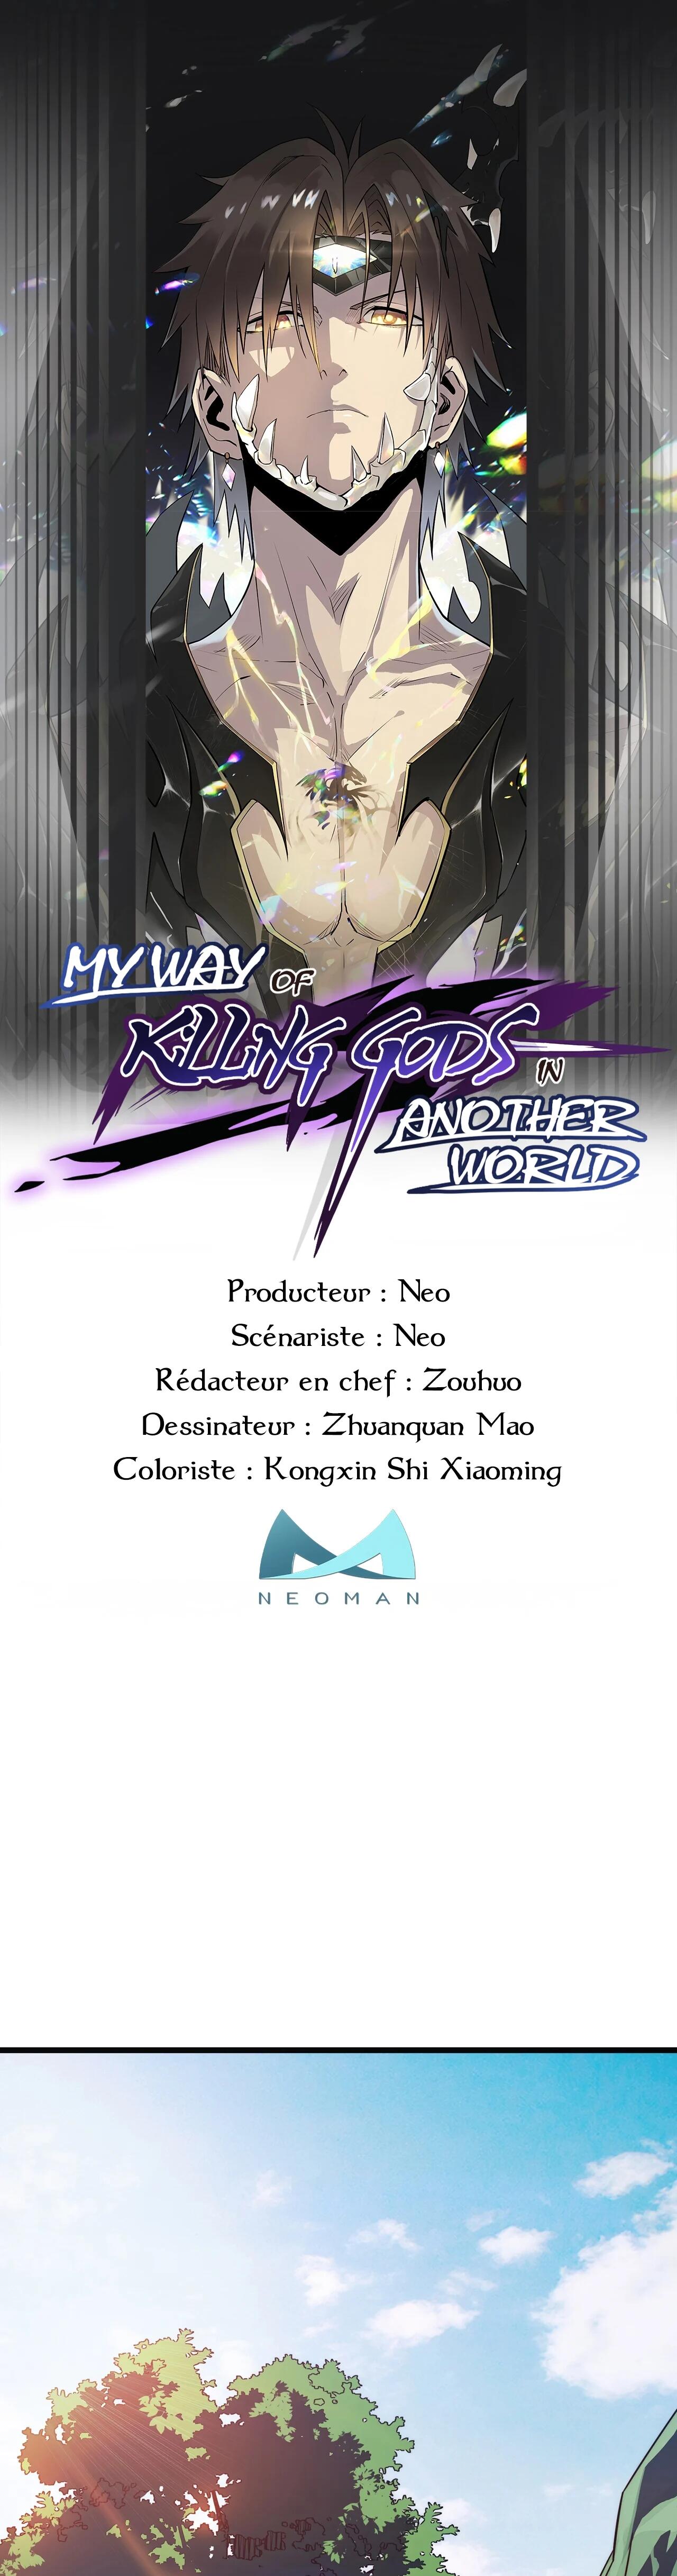 MY WAY OF
KILLING GODS IN
ANOTHER
WORLD
Producteur : Neo
Scénariste : Neo
Rédacteur en chef : Zouhuo
Dessinateur : Zhuanquan Mao
Coloriste : Kongxin Shi Xiaoming
NEOMAN